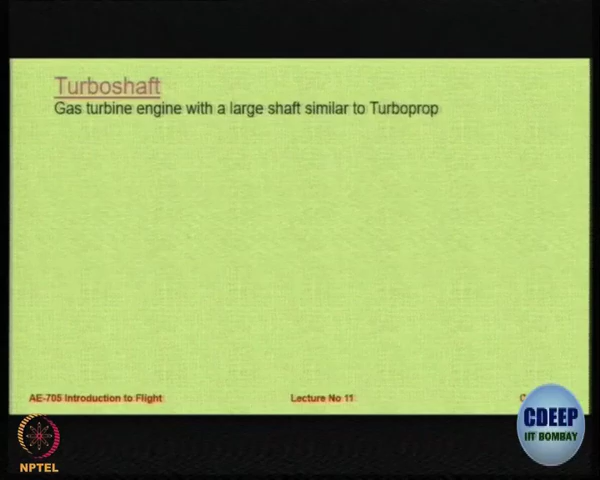 Turboshaft
Gas turbine engine with a large shaft similar to Turboprop
AE-705 Introduction to Flight
Lecture No 11
CDEEP
IIT BOMBAY
NPTEL